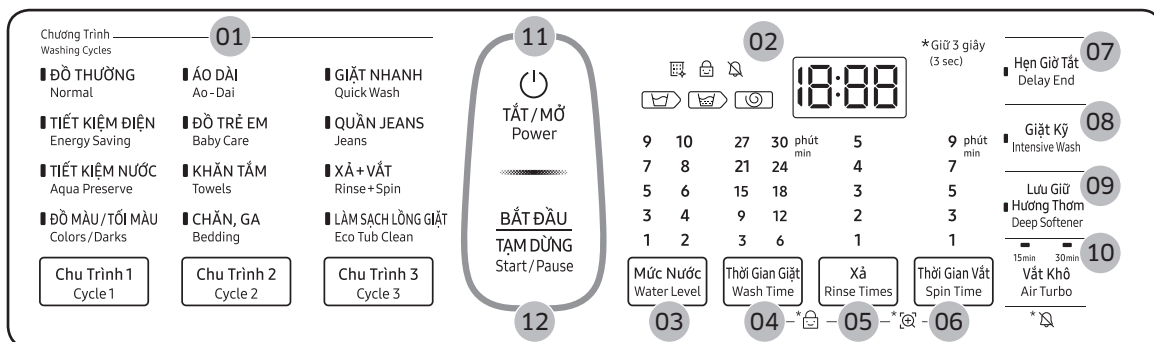 Chương Trình
Washing Cycles
01
ĐỒ THƯỜNG
Normal
TIẾT KIỆM ĐIỆN
Energy Saving
TIẾT KIỆM NƯỚC
Aqua Preserve
ĐỒ MÀU/TỐI MÀU
Colors/Darks
Chu Trình 1
Cycle 1
ÁO DÀI
Ao-Dai
ĐỒ TRẺ EM
Baby Care
KHĂN TẮM
Towels
CHĂN, GA
Bedding
Chu Trình 2
Cycle 2
GIẶT NHANH
Quick Wash
QUẦN JEANS
Jeans
XẢ+VẮT
Rinse+Spin
LÀM SẠCH LỒNG GIẶT
Eco Tub Clean
Chu Trình 3
Cycle 3
11
TẮT/MỞ
Power
BẮT ĐẦU
TẠM DỪNG
Start/Pause
12
02
18:88
*Giữ 3 giây
(3 sec)
9 10 27 30 phút min 5 9 phút min
7 8 21 24 4 7
5 6 15 18 3 5
3 4 9 12 2 3
1 2 3 6 1 1
Mức Nước
Water Level
Thời Gian Giặt
Wash Time
Xả
Rinse Times
Thời Gian Vắt
Spin Time
03
04
*
05
*
06
07
Hẹn Giờ Tắt
Delay End
08
Giặt Kỹ
Intensive Wash
09
Lưu Giữ
Hương Thơm
Deep Softener
10
15min 30min
Vắt Khô
Air Turbo
*